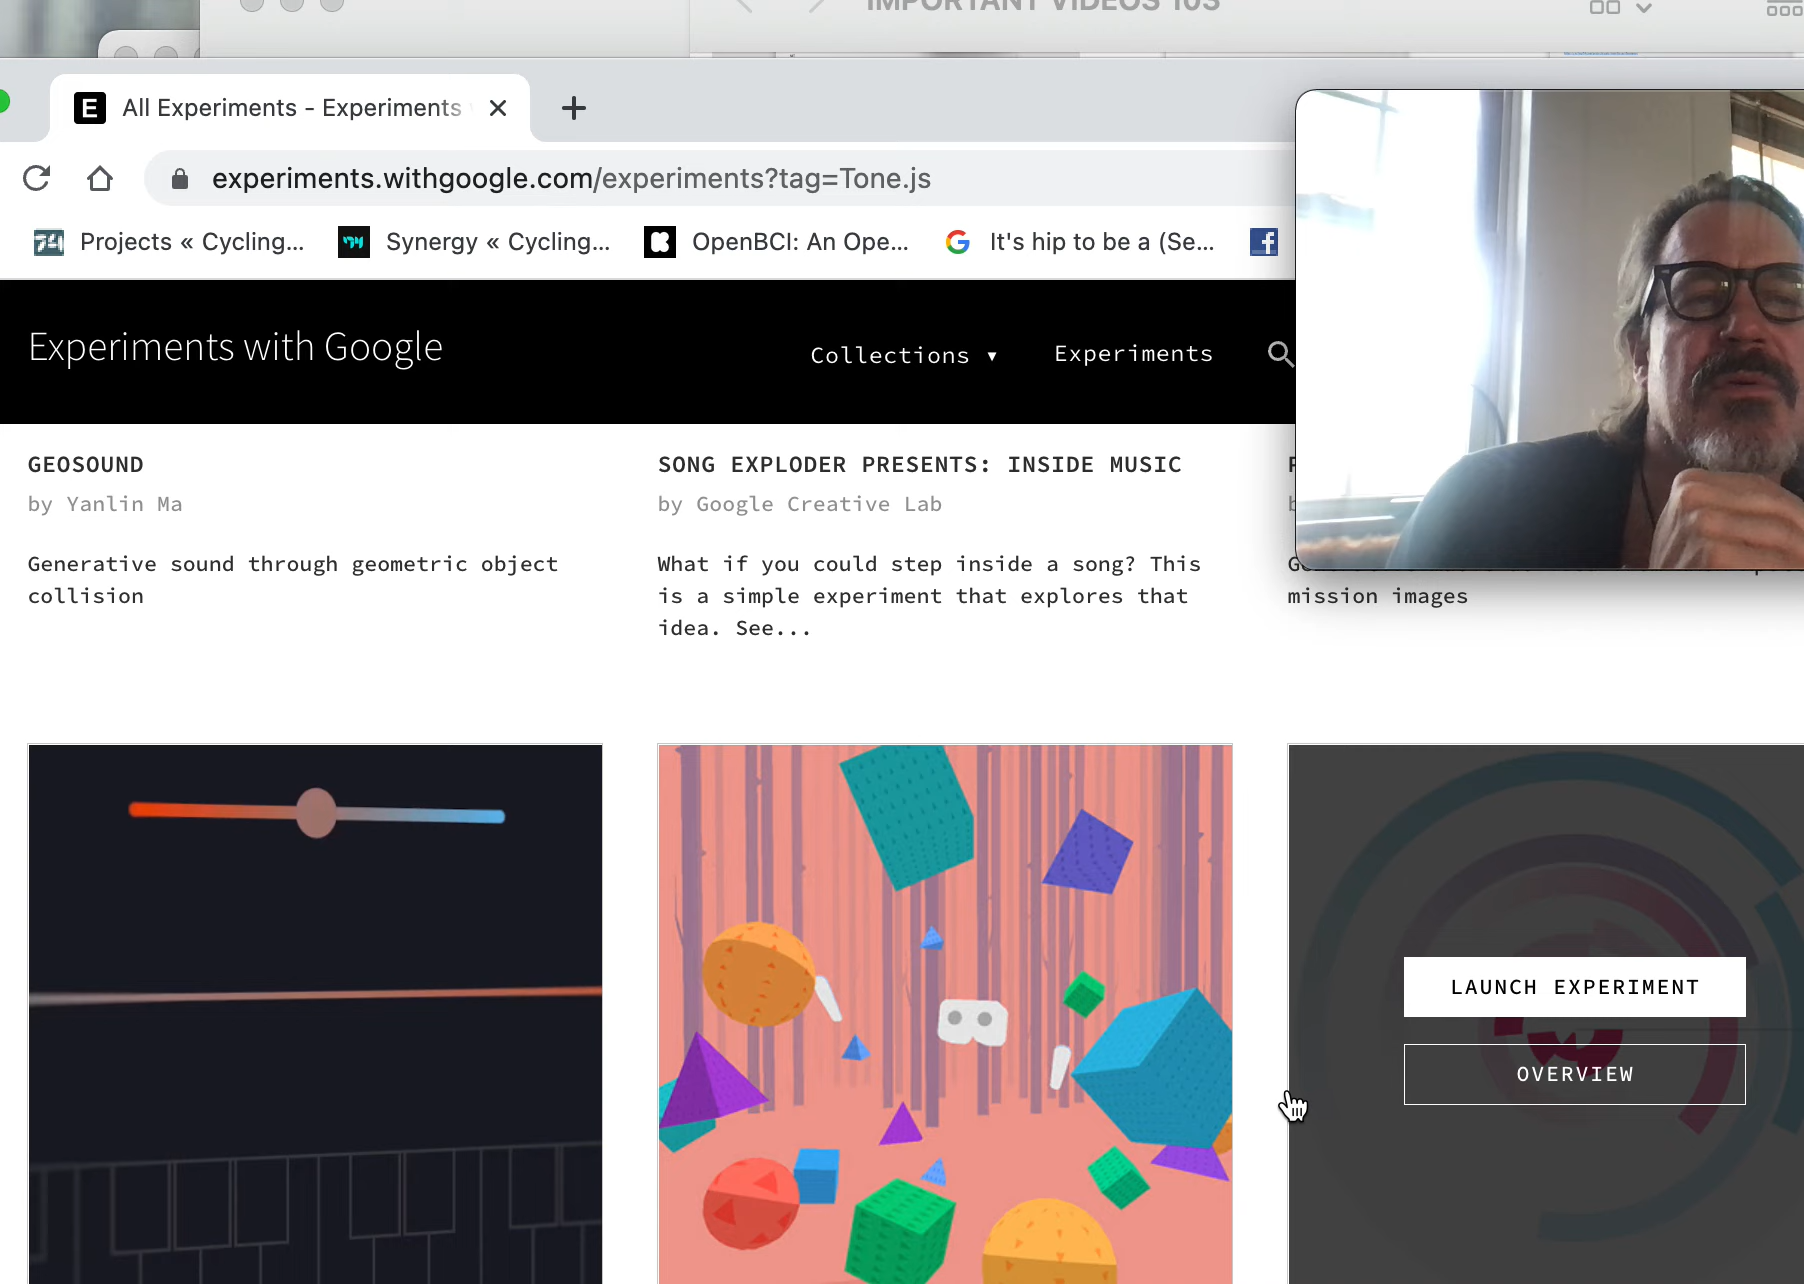 IMPORTANT VIDEOS 103
E All Experiments - Experiments
experiments.withgoogle.com/experiments?tag=Tone.js
74 Projects « Cycling...
'74 Synergy « Cycling...
K OpenBCI: An Ope...
G It's hip to be a (Se...
f
Experiments with Google
Collections ▾
Experiments
GEOSOUND
by Yanlin Ma
Generative sound through geometric object
collision
SONG EXPLODER PRESENTS: INSIDE MUSIC
by Google Creative Lab
What if you could step inside a song? This
is a simple experiment that explores that
idea. See...
mission images
LAUNCH EXPERIMENT
OVERVIEW